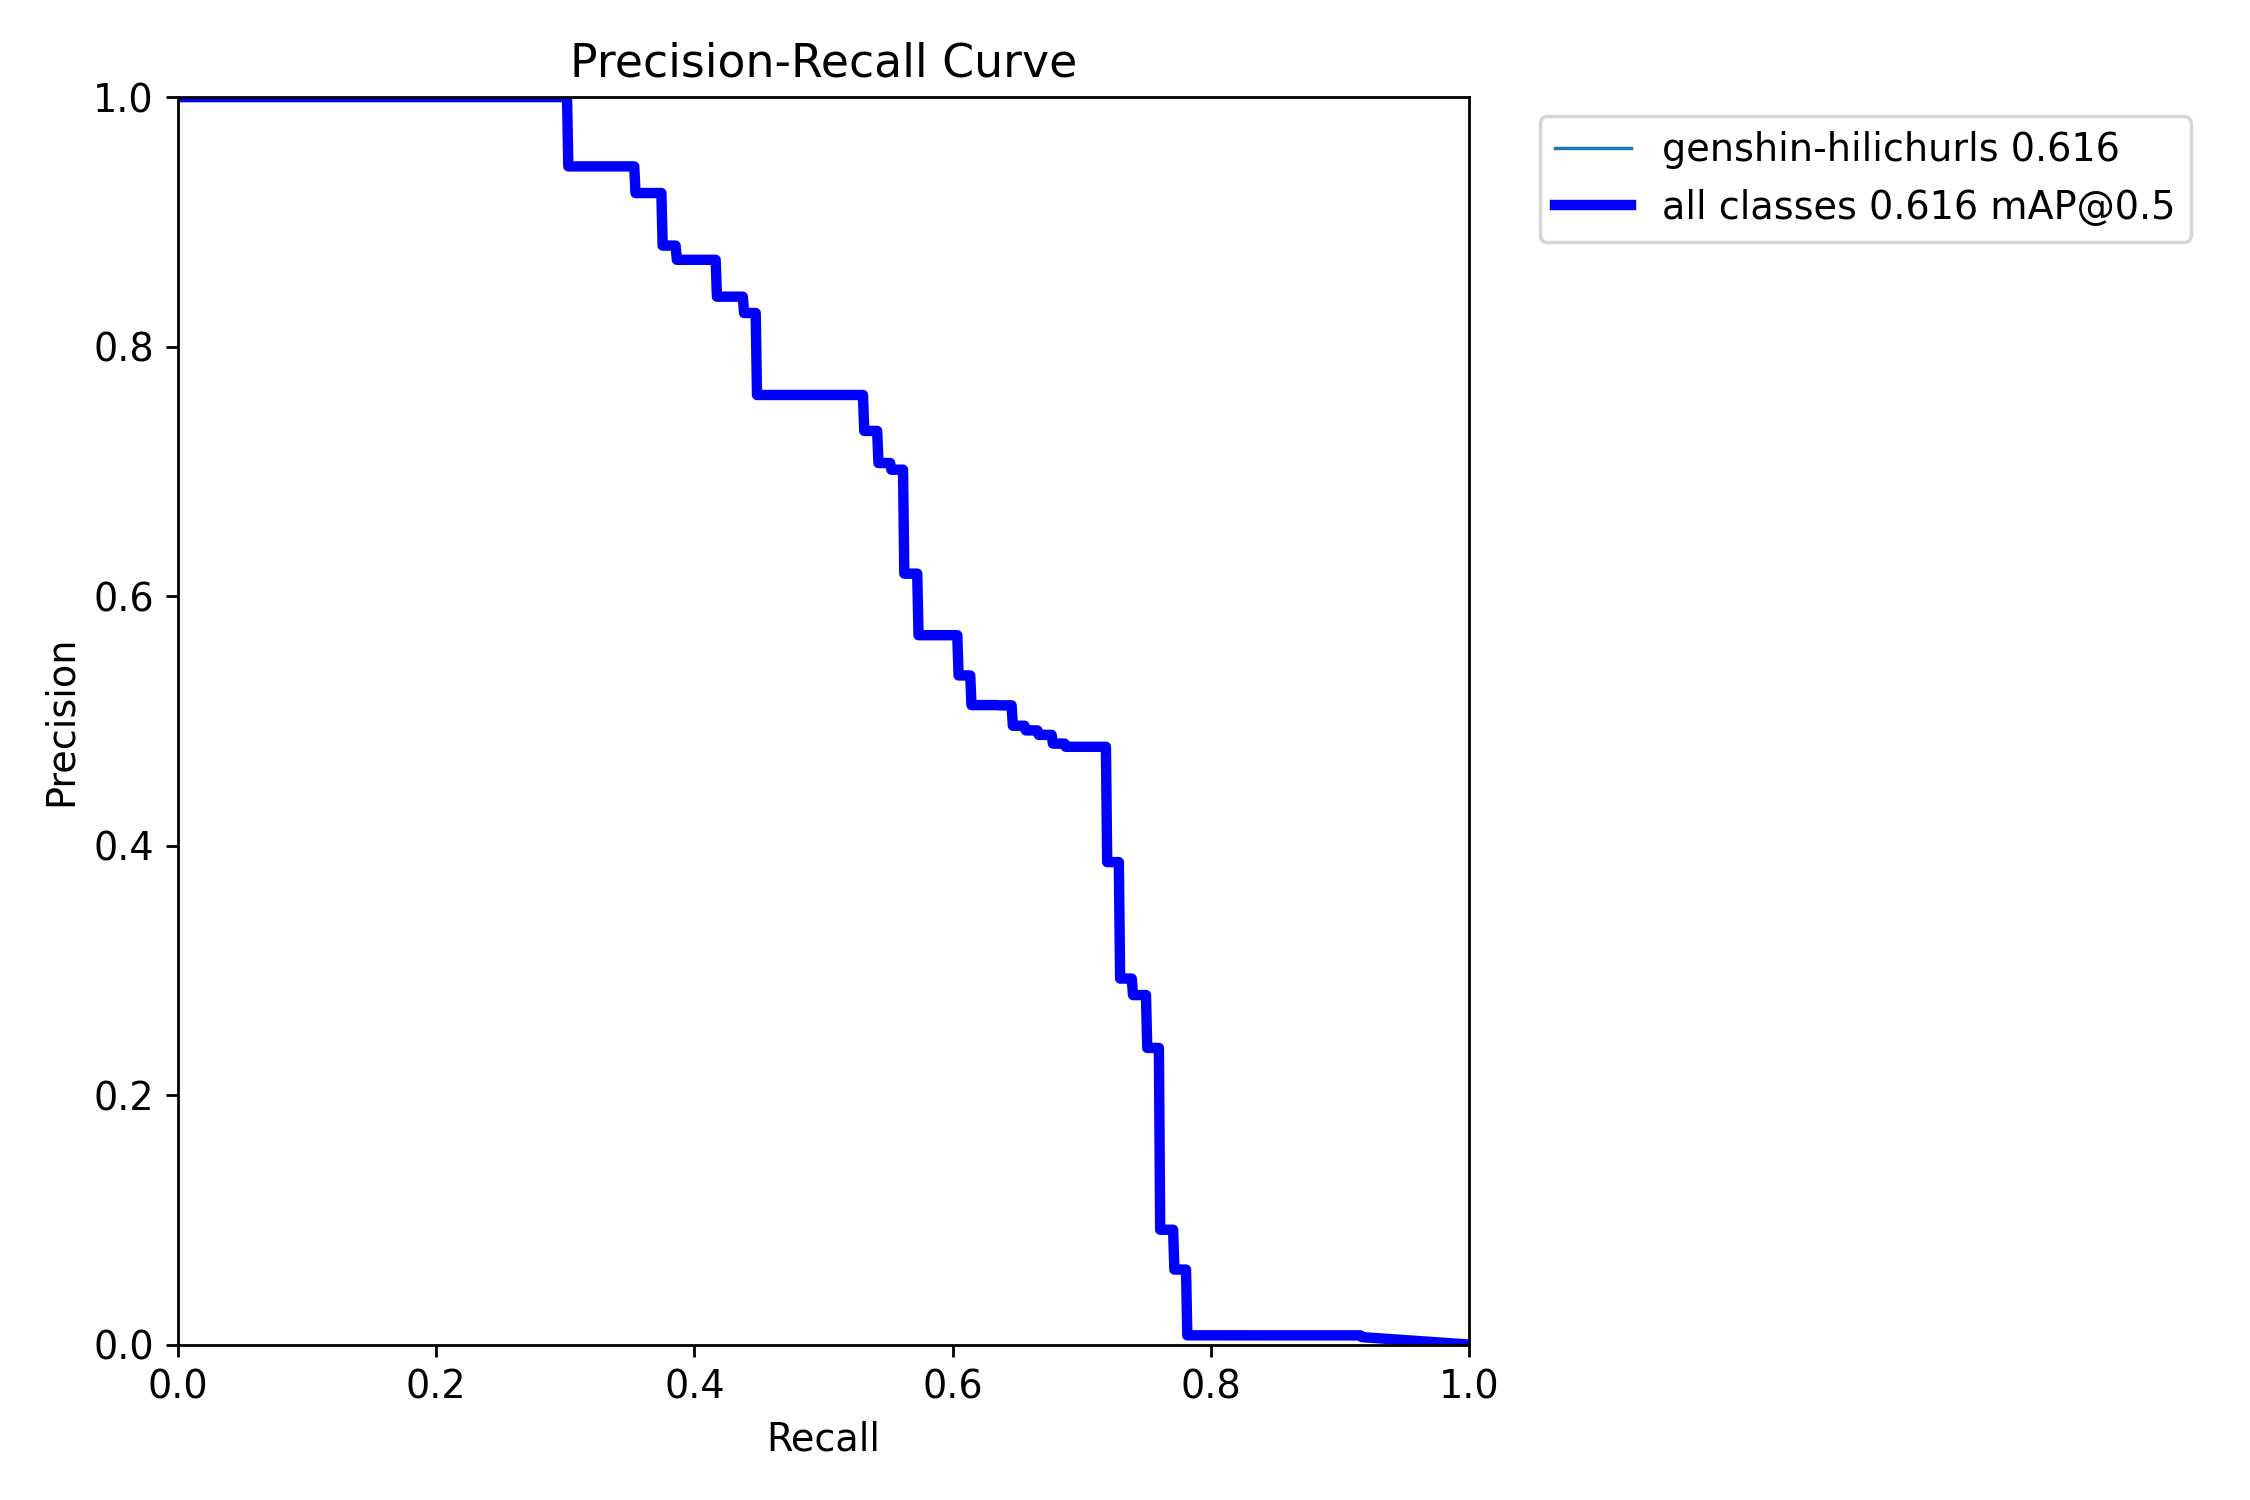 Precision-Recall Curve
1.0
0.8
0.6
0.4
0.2
0.0
Precision
0.0 0.2 0.4 0.6 0.8 1.0
Recall
genshin-hilichurls 0.616
all classes 0.616 mAP@0.5